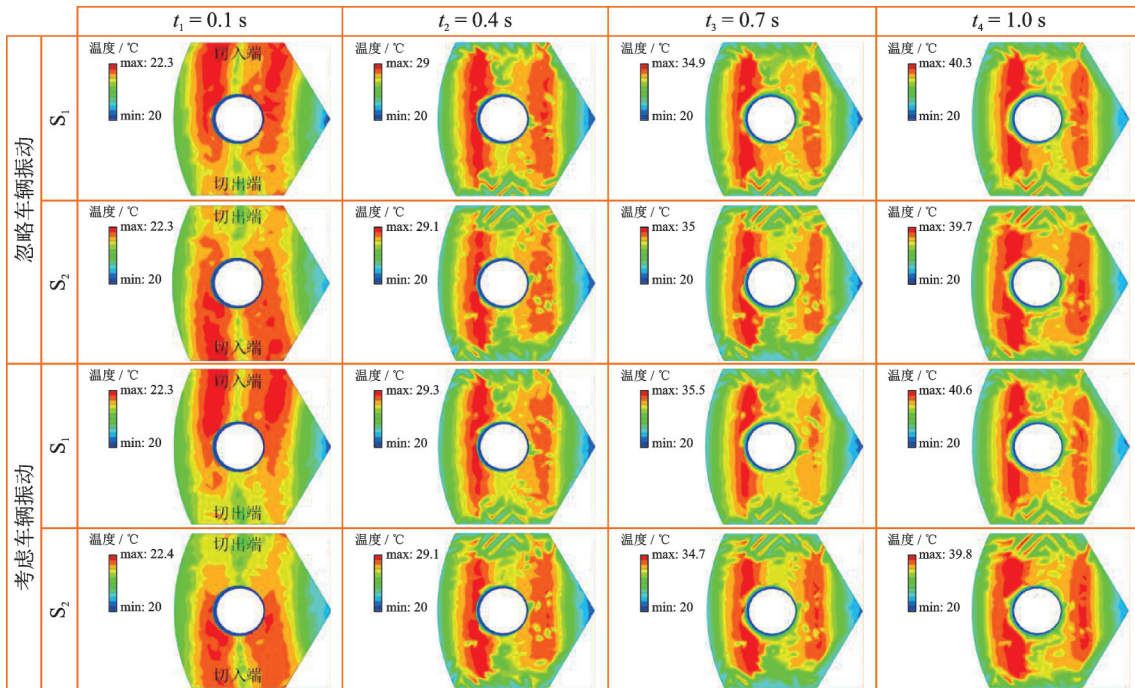 t₁ = 0.1 s
t₂ = 0.4 s
t₃ = 0.7 s
t₄ = 1.0 s
忽略车辆振动
S₁
温度 / ℃
max: 22.3
min: 20
切入端
切出端
温度 / ℃
max: 29
min: 20
温度 / ℃
max: 34.9
min: 20
温度 / ℃
max: 40.3
min: 20
S₂
温度 / ℃
max: 22.3
min: 20
切出端
切入端
温度 / ℃
max: 29.1
min: 20
温度 / ℃
max: 35
min: 20
温度 / ℃
max: 39.7
min: 20
考虑车辆振动
S₁
温度 / ℃
max: 22.3
min: 20
切入端
切出端
温度 / ℃
max: 29.3
min: 20
温度 / ℃
max: 35.5
min: 20
温度 / ℃
max: 40.6
min: 20
S₂
温度 / ℃
max: 22.4
min: 20
切出端
切入端
温度 / ℃
max: 29.1
min: 20
温度 / ℃
max: 34.7
min: 20
温度 / ℃
max: 39.8
min: 20